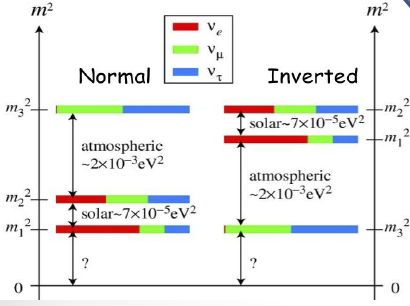 m²
m²
νe
νμ
ντ
Normal
Inverted
m₃²
m₂²
solar~7×10⁻⁵eV²
m₁²
atmospheric
~2×10⁻³eV²
atmospheric
~2×10⁻³eV²
m₂²
solar~7×10⁻⁵eV²
m₁²
m₃²
?
?
0
0